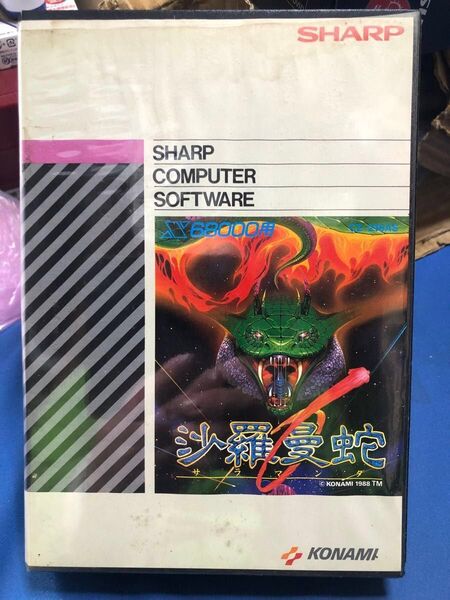 SHARP
SHARP
COMPUTER
SOFTWARE
X68000用
沙羅曼蛇
サラマンダ
© KONAMI 1988 TM
KONAMI